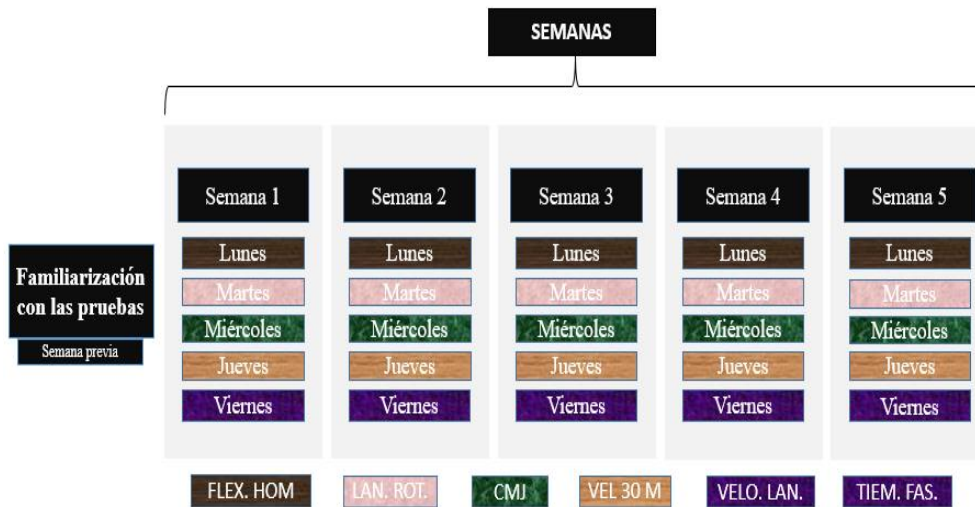 SEMANAS
Semana 1
Semana 2
Semana 3
Semana 4
Semana 5
Lunes
Lunes
Lunes
Lunes
Lunes
Familiarización
con las pruebas
Semana previa
Martes
Martes
Martes
Martes
Martes
Miércoles
Miércoles
Miércoles
Miércoles
Miércoles
Jueves
Jueves
Jueves
Jueves
Jueves
Viernes
Viernes
Viernes
Viernes
Viernes
FLEX. HOM
LAN. ROT.
CMJ
VEL 30 M
VELO. LAN.
TIEM. FAS.